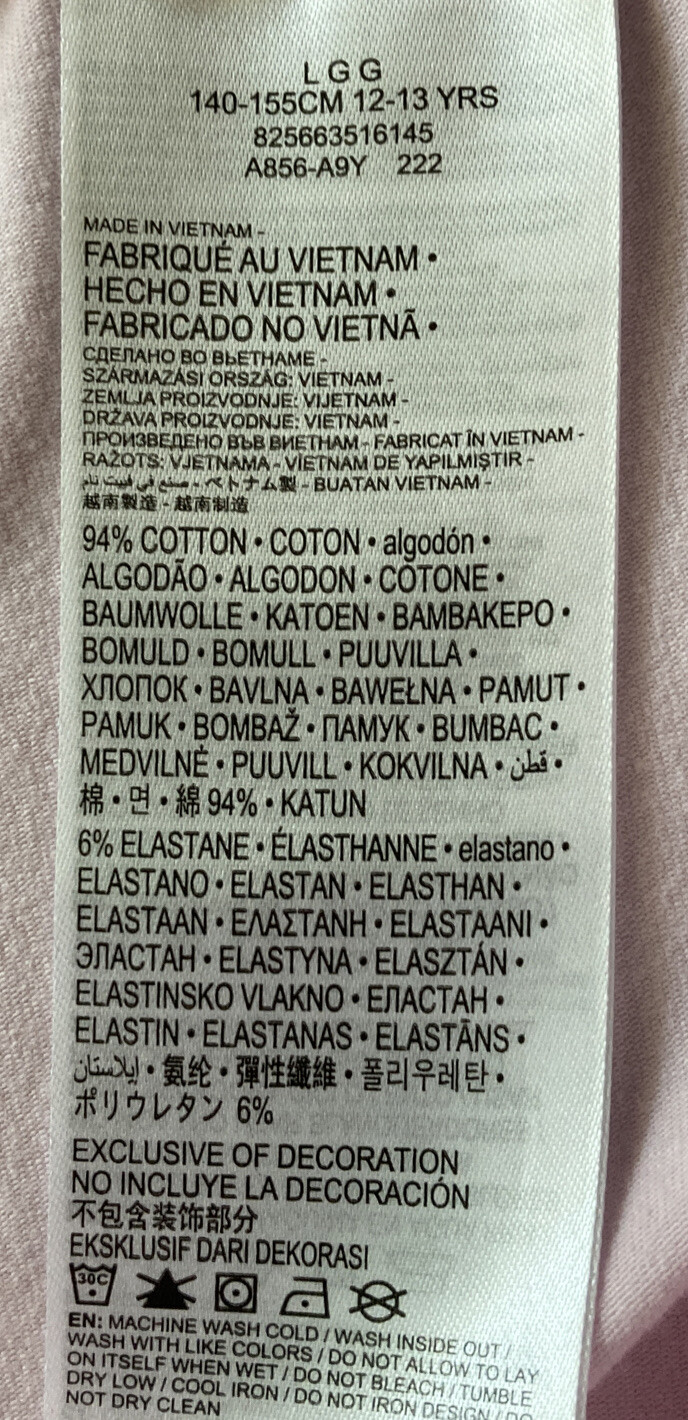 L G G
140-155CM 12-13 YRS
825663516145
A856-A9Y 222
MADE IN VIETNAM -
FABRIQUÉ AU VIETNAM •
HECHO EN VIETNAM •
FABRICADO NO VIETNÃ •
СДЕЛАНО ВО ВЬЕТНАМЕ -
SZÁRMAZÁSI ORSZÁG: VIETNAM -
ZEMLJA PROIZVODNJE: VIJETNAM -
DRŽAVA PROIZVODNJE: VIETNAM -
ПРОИЗВЕДЕНО ВЪВ ВИЕТНАМ - FABRICAT ÎN VIETNAM -
RAŽOTS: VJETNAMA - VIETNAM DE YAPILMIŞTIR -
صنع في فييت نام - ベトナム製 - BUATAN VIETNAM -
越南製造 - 越南制造
94% COTTON • COTON • algodón •
ALGODÃO • ALGODON • COTONE •
BAUMWOLLE • KATOEN • ΒΑΜΒΑΚΕΡΟ •
BOMULD • BOMULL • PUUVILLA •
ХЛОПОК • BAVLNA • BAWEŁNA • PAMUT •
PAMUK • BOMBAŽ • ПАМУК • BUMBAC •
MEDVILNĖ • PUUVILL • KOKVILNA • قطن •
棉 • 면 • 綿 94% • KATUN
6% ELASTANE • ÉLASTHANNE • elastano •
ELASTANO • ELASTAN • ELASTHAN •
ELASTAAN • ΕΛΑΣΤΑΝΗ • ELASTAANI •
ЭЛАСТАН • ELASTYNA • ELASZTÁN •
ELASTINSKO VLAKNO • ЕЛАСТАН •
ELASTIN • ELASTANAS • ELASTĀNS •
إيلاستان • 氨纶 • 彈性纖維 • 폴리우레탄 •
ポリウレタン 6%
EXCLUSIVE OF DECORATION
NO INCLUYE LA DECORACIÓN
不包含装饰部分
EKSKLUSIF DARI DEKORASI
30C
EN: MACHINE WASH COLD / WASH INSIDE OUT /
WASH WITH LIKE COLORS / DO NOT ALLOW TO LAY
ON ITSELF WHEN WET / DO NOT BLEACH / TUMBLE
DRY LOW / COOL IRON / DO NOT IRON DESIGN / DO
NOT DRY CLEAN